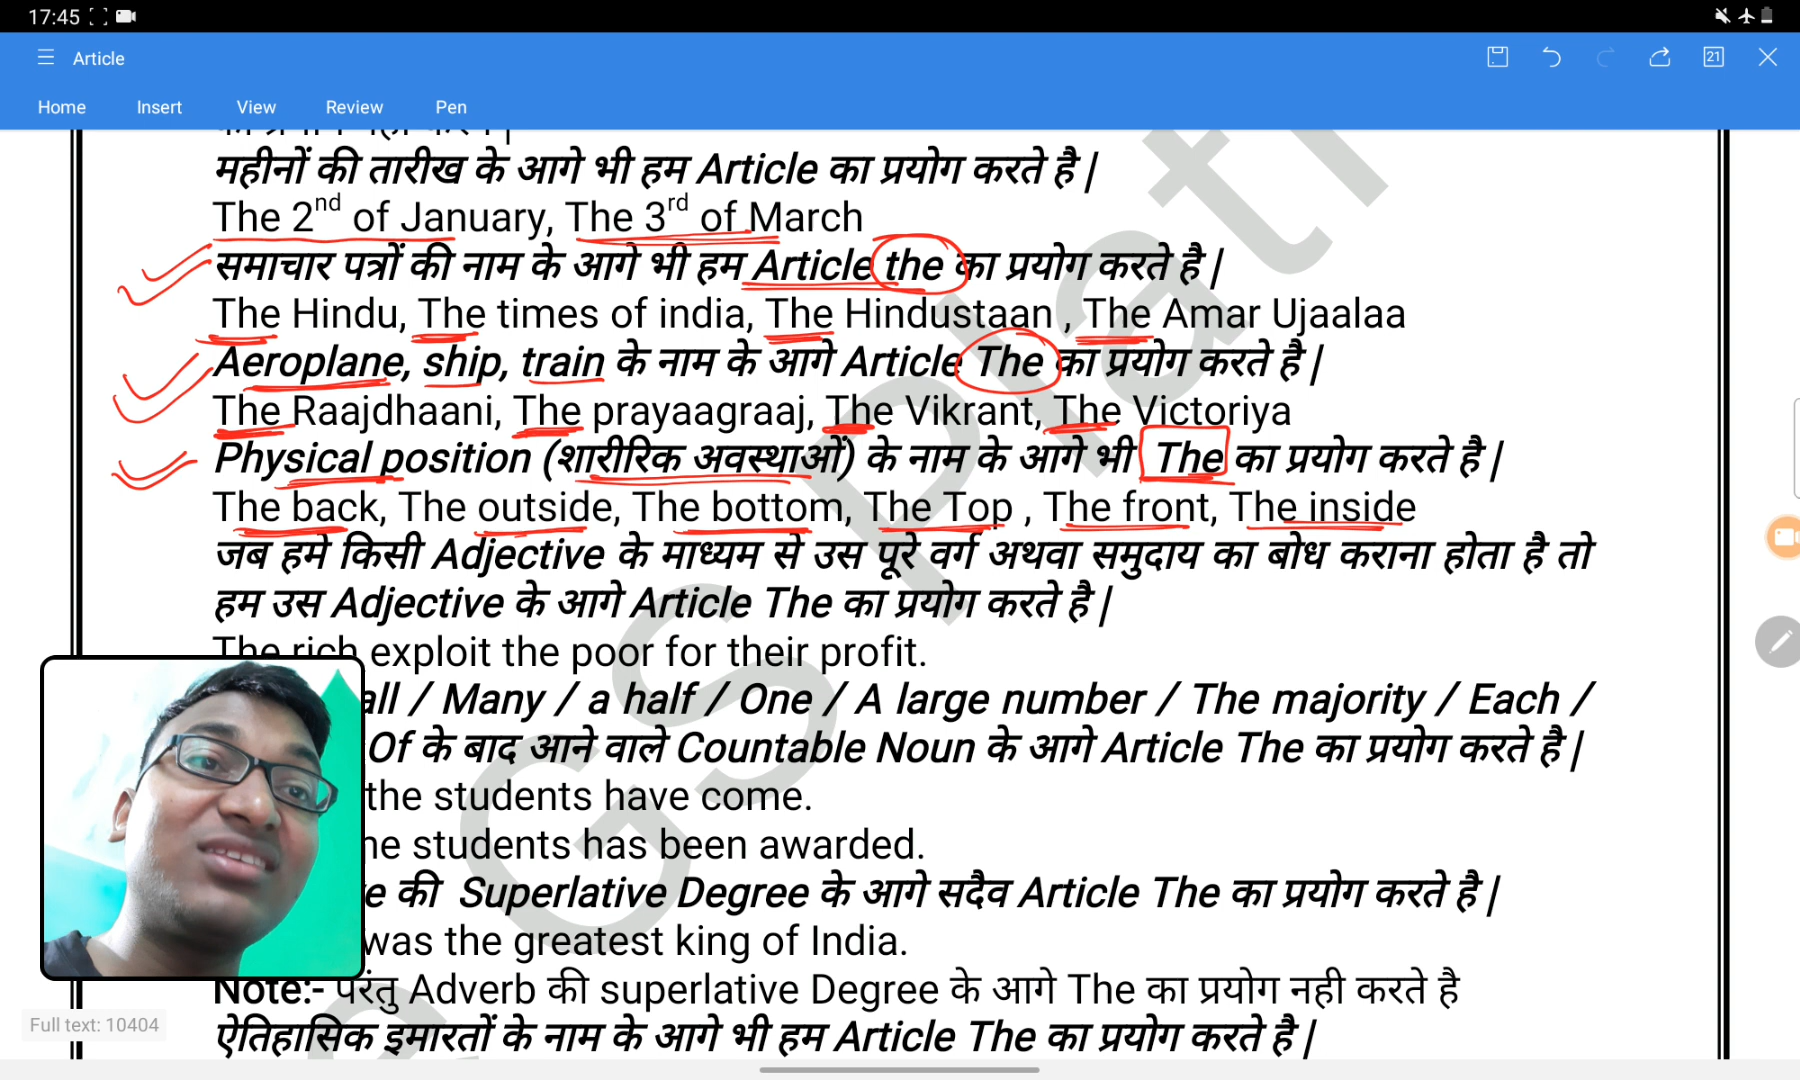 17:45
Article
21
Home Insert View Review Pen
महीनों की तारीख के आगे भी हम Article का प्रयोग करते है |
The 2nd of January, The 3rd of March
समाचार पत्रों की नाम के आगे भी हम Article the का प्रयोग करते है |
The Hindu, The times of india, The Hindustaan , The Amar Ujaalaa
Aeroplane, ship, train के नाम के आगे Article The का प्रयोग करते है |
The Raajdhaani, The prayaagraaj, The Vikrant, The Victoriya
Physical position (शारीरिक अवस्थाओं) के नाम के आगे भी The का प्रयोग करते है |
The back, The outside, The bottom, The Top , The front, The inside
जब हमे किसी Adjective के माध्यम से उस पूरे वर्ग अथवा समुदाय का बोध कराना होता है तो
हम उस Adjective के आगे Article The का प्रयोग करते है |
The rich exploit the poor for their profit.
all / Many / a half / One / A large number / The majority / Each /
Of के बाद आने वाले Countable Noun के आगे Article The का प्रयोग करते है |
the students have come.
students has been awarded.
की Superlative Degree के आगे सदैव Article The का प्रयोग करते है |
was the greatest king of India.
Note:- परंतु Adverb की superlative Degree के आगे The का प्रयोग नही करते है
ऐतिहासिक इमारतों के नाम के आगे भी हम Article The का प्रयोग करते है |
Full text: 10404
GS Plat